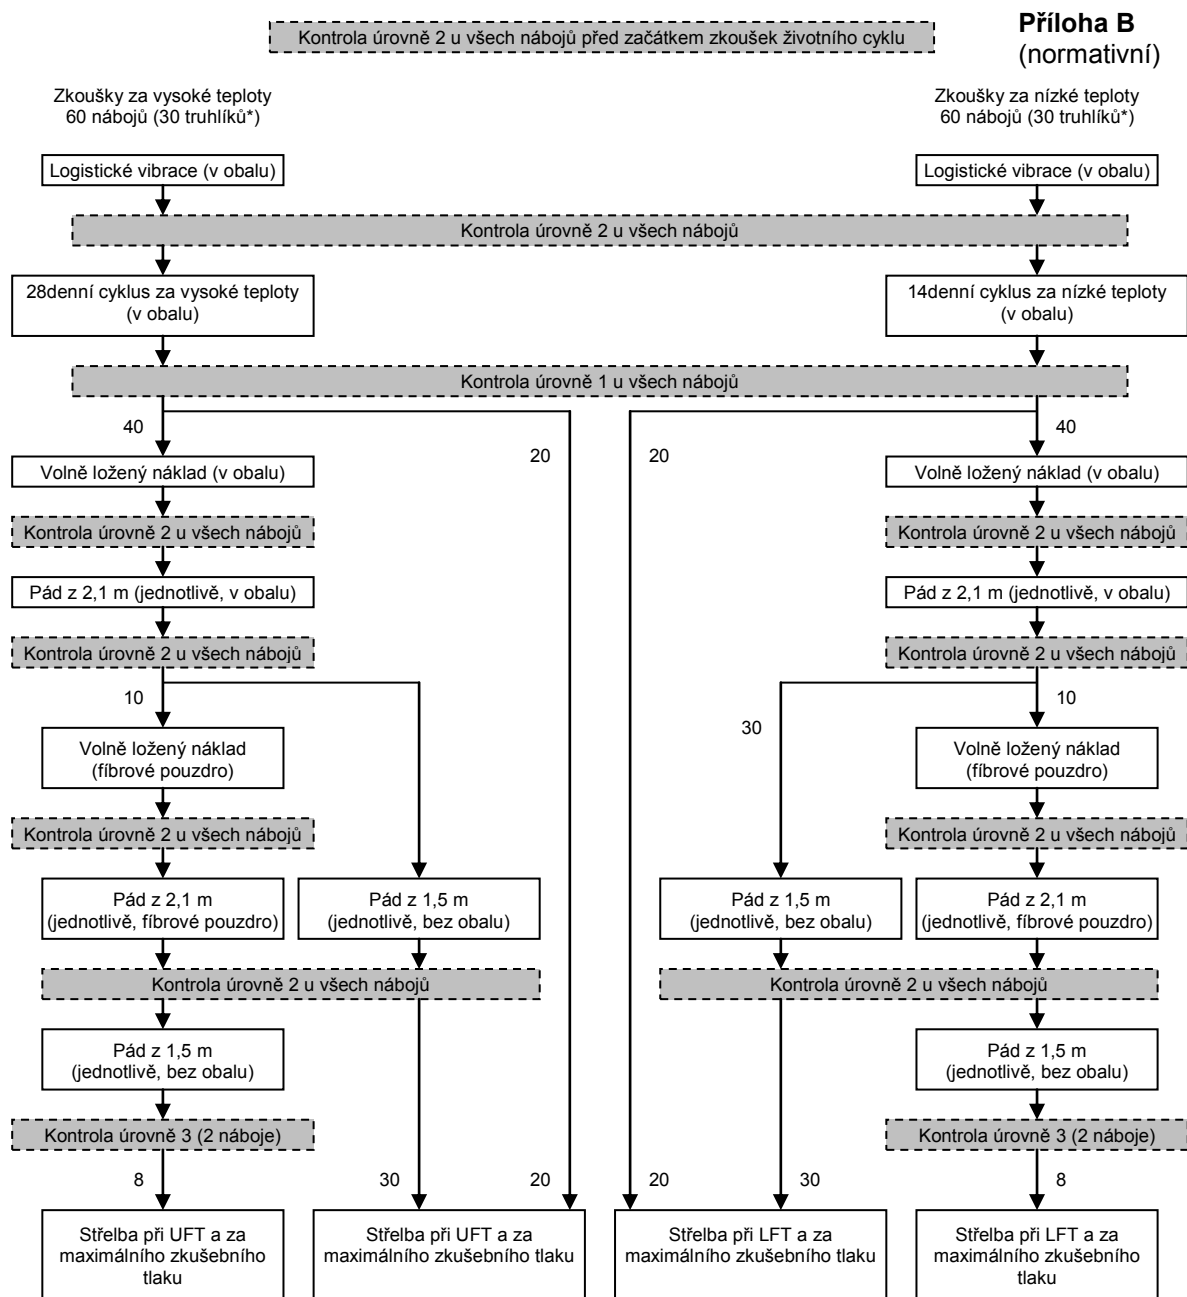 Příloha B
(normativní)
Kontrola úrovně 2 u všech nábojů před začátkem zkoušek životního cyklu
Zkoušky za vysoké teploty
60 nábojů (30 truhlíků*)
Zkoušky za nízké teploty
60 nábojů (30 truhlíků*)
Logistické vibrace (v obalu)
Logistické vibrace (v obalu)
Kontrola úrovně 2 u všech nábojů
28denní cyklus za vysoké teploty
(v obalu)
14denní cyklus za nízké teploty
(v obalu)
Kontrola úrovně 1 u všech nábojů
40
20
20
40
Volně ložený náklad (v obalu)
Volně ložený náklad (v obalu)
Kontrola úrovně 2 u všech nábojů
Kontrola úrovně 2 u všech nábojů
Pád z 2,1 m (jednotlivě, v obalu)
Pád z 2,1 m (jednotlivě, v obalu)
Kontrola úrovně 2 u všech nábojů
Kontrola úrovně 2 u všech nábojů
10
30
10
Volně ložený náklad
(fíbrové pouzdro)
Volně ložený náklad
(fíbrové pouzdro)
Kontrola úrovně 2 u všech nábojů
Kontrola úrovně 2 u všech nábojů
Pád z 2,1 m
(jednotlivě, fíbrové pouzdro)
Pád z 1,5 m
(jednotlivě, bez obalu)
Pád z 1,5 m
(jednotlivě, bez obalu)
Pád z 2,1 m
(jednotlivě, fíbrové pouzdro)
Kontrola úrovně 2 u všech nábojů
Kontrola úrovně 2 u všech nábojů
Pád z 1,5 m
(jednotlivě, bez obalu)
Pád z 1,5 m
(jednotlivě, bez obalu)
Kontrola úrovně 3 (2 náboje)
Kontrola úrovně 3 (2 náboje)
8
30
20
20
30
8
Střelba při UFT a za
maximálního zkušebního
tlaku
Střelba při UFT a za
maximálního zkušebního tlaku
Střelba při LFT a za
maximálního zkušebního tlaku
Střelba při LFT a za
maximálního zkušebního
tlaku